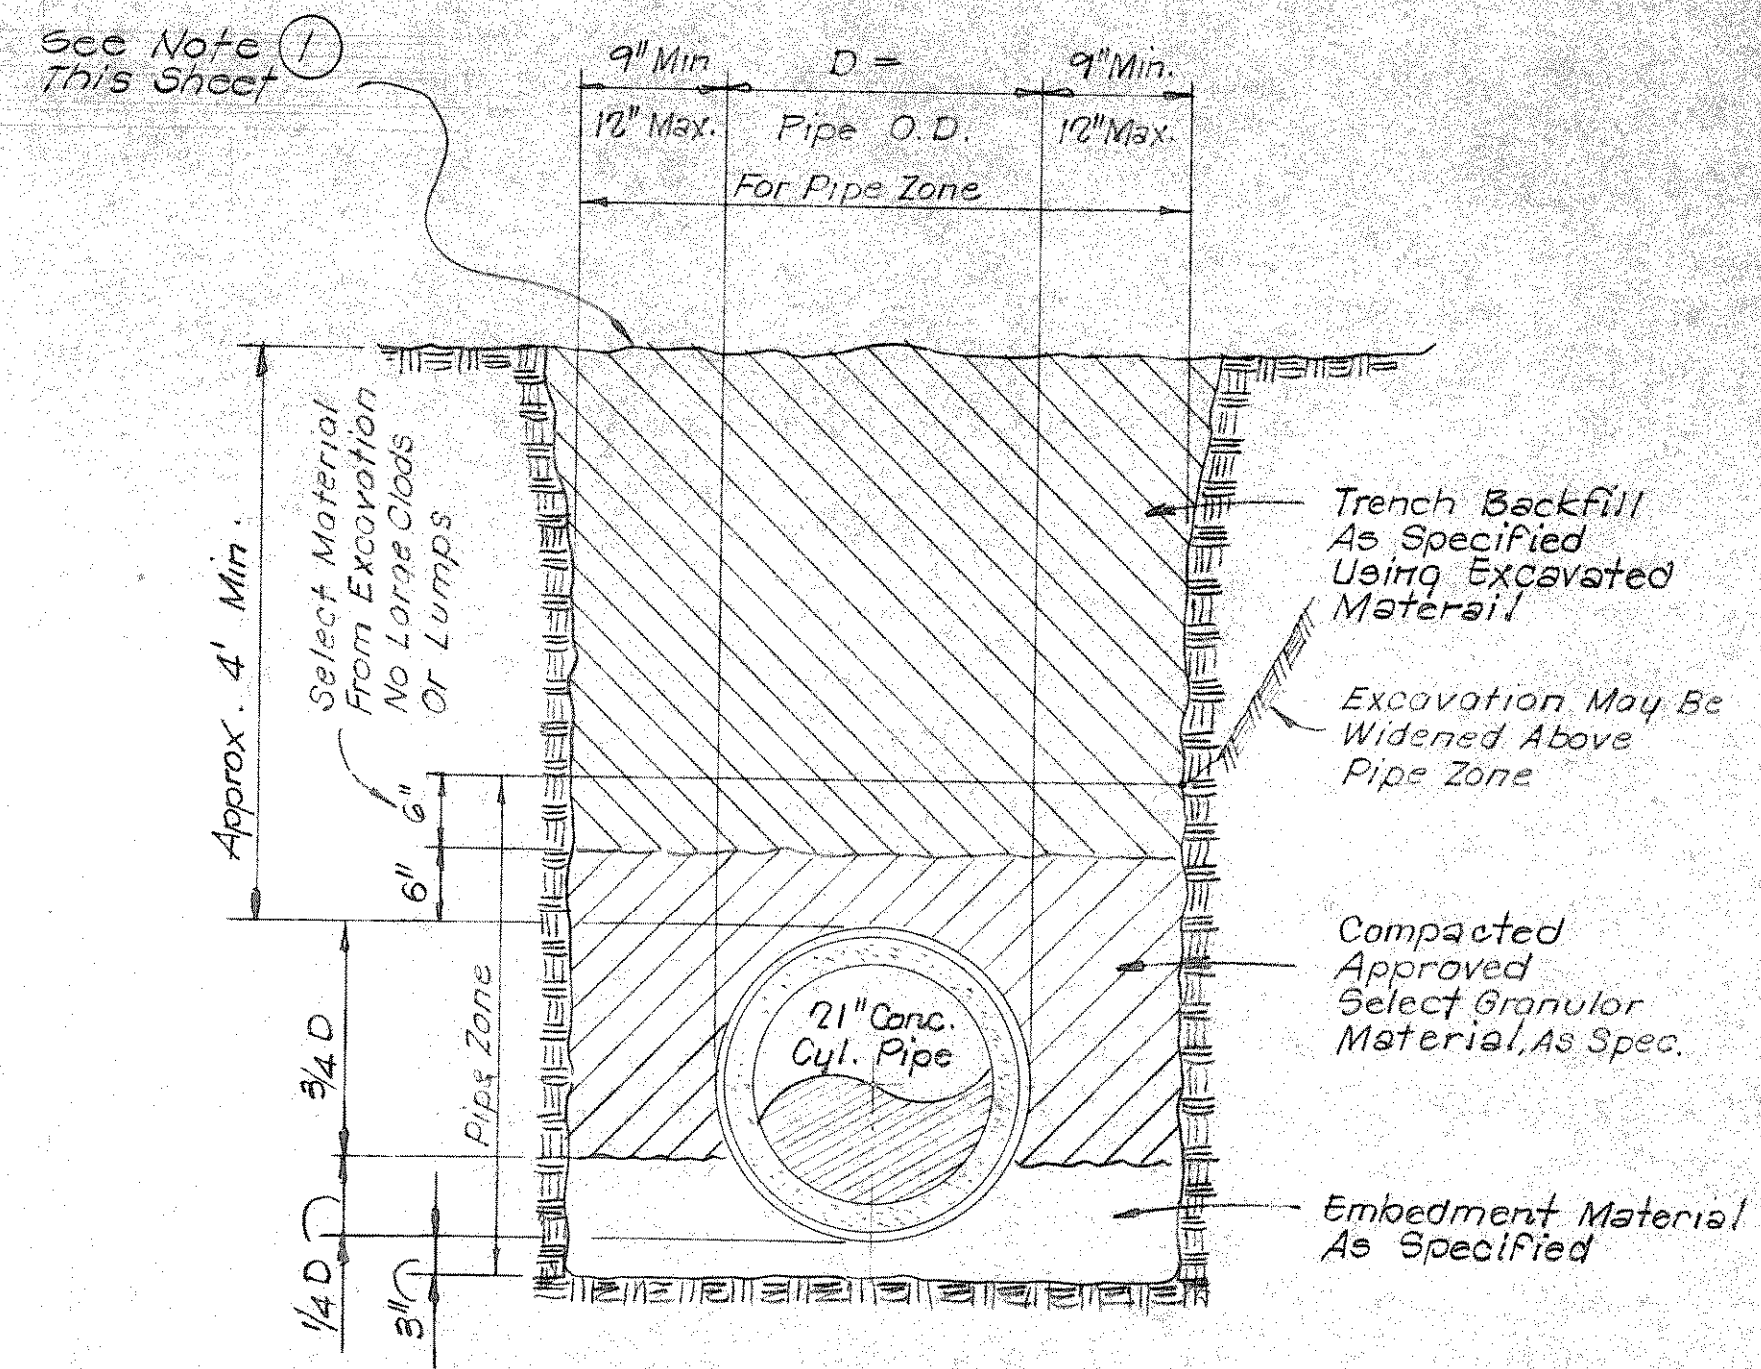 See Note 1
This Sheet
9" Min
12" Max.
D =
Pipe O.D.
9" Min.
12" Max.
For Pipe Zone
Approx. 4' Min.
Select Material
From Excavation
No Large Clods
Or Lumps
6"
6"
3/4 D
Pipe Zone
1/4 D
3"
21" Conc.
Cyl. Pipe
Trench Backfill
As Specified
Using Excavated
Materail
Excavation May Be
Widened Above
Pipe Zone
Compacted
Approved
Select Granular
Material, As Spec.
Embedment Material
As Specified